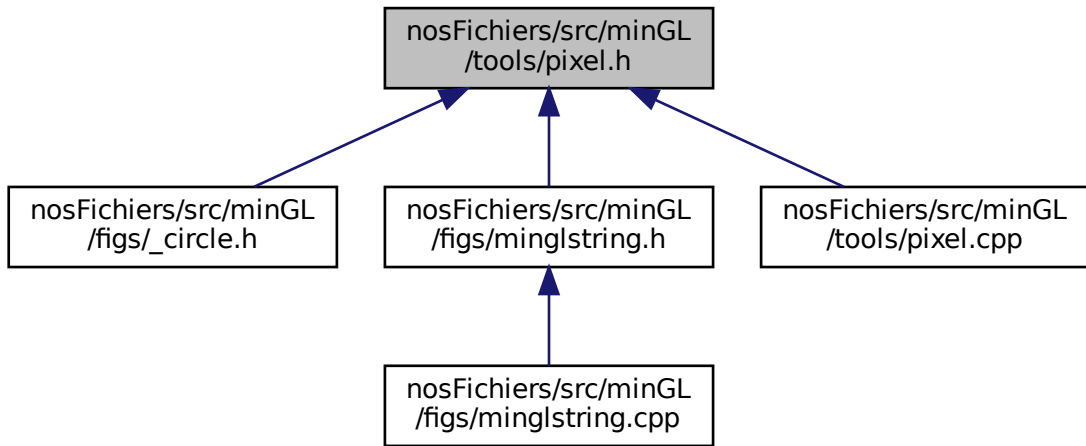 nosFichiers/src/minGL
/tools/pixel.h
nosFichiers/src/minGL
/figs/_circle.h
nosFichiers/src/minGL
/figs/minglstring.h
nosFichiers/src/minGL
/tools/pixel.cpp
nosFichiers/src/minGL
/figs/minglstring.cpp